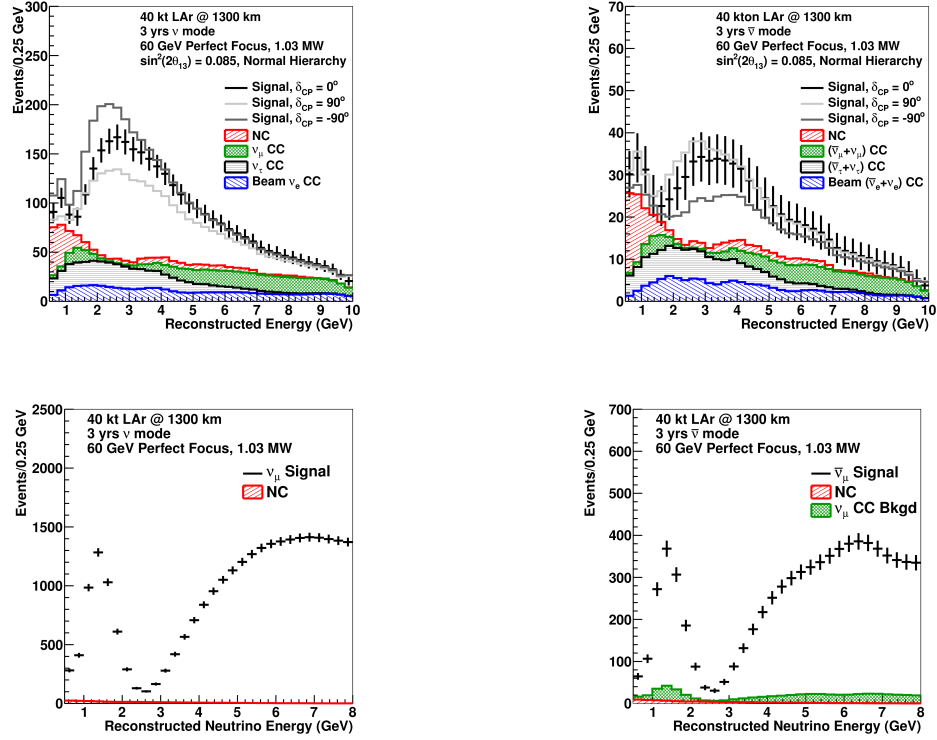 40 kt LAr @ 1300 km
3 yrs ν mode
60 GeV Perfect Focus, 1.03 MW
sin²(2θ₁₃) = 0.085, Normal Hierarchy
Signal, δCP = 0°
Signal, δCP = 90°
Signal, δCP = -90°
NC
νμ CC
ντ CC
Beam νe CC
Events/0.25 GeV
300
250
200
150
100
50
0
1 2 3 4 5 6 7 8 9 10
Reconstructed Energy (GeV)
40 kton LAr @ 1300 km
3 yrs ν̅ mode
60 GeV Perfect Focus, 1.03 MW
sin²(2θ₁₃) = 0.085, Normal Hierarchy
Signal, δCP = 0°
Signal, δCP = 90°
Signal, δCP = -90°
NC
(ν̅μ+νμ) CC
(ν̅τ+ντ) CC
Beam (ν̅e+νe) CC
Events/0.25 GeV
70
60
50
40
30
20
10
0
1 2 3 4 5 6 7 8 9 10
Reconstructed Energy (GeV)
40 kt LAr @ 1300 km
3 yrs ν mode
60 GeV Perfect Focus, 1.03 MW
νμ Signal
NC
Events/0.25 GeV
2500
2000
1500
1000
500
0
1 2 3 4 5 6 7 8
Reconstructed Neutrino Energy (GeV)
40 kt LAr @ 1300 km
3 yrs ν̅ mode
60 GeV Perfect Focus, 1.03 MW
ν̅μ Signal
NC
νμ CC Bkgd
Events/0.25 GeV
700
600
500
400
300
200
100
0
1 2 3 4 5 6 7 8
Reconstructed Neutrino Energy (GeV)